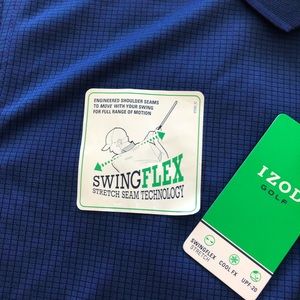 ENGINEERED SHOULDER SEAMS
TO MOVE WITH YOUR SWING
FOR FULL RANGE OF MOTION
SWINGFLEX
STRETCH SEAM TECHNOLOGY
IZOD
GOLF
SWINGFLEX
STRETCH
COOL FX
UPF 20